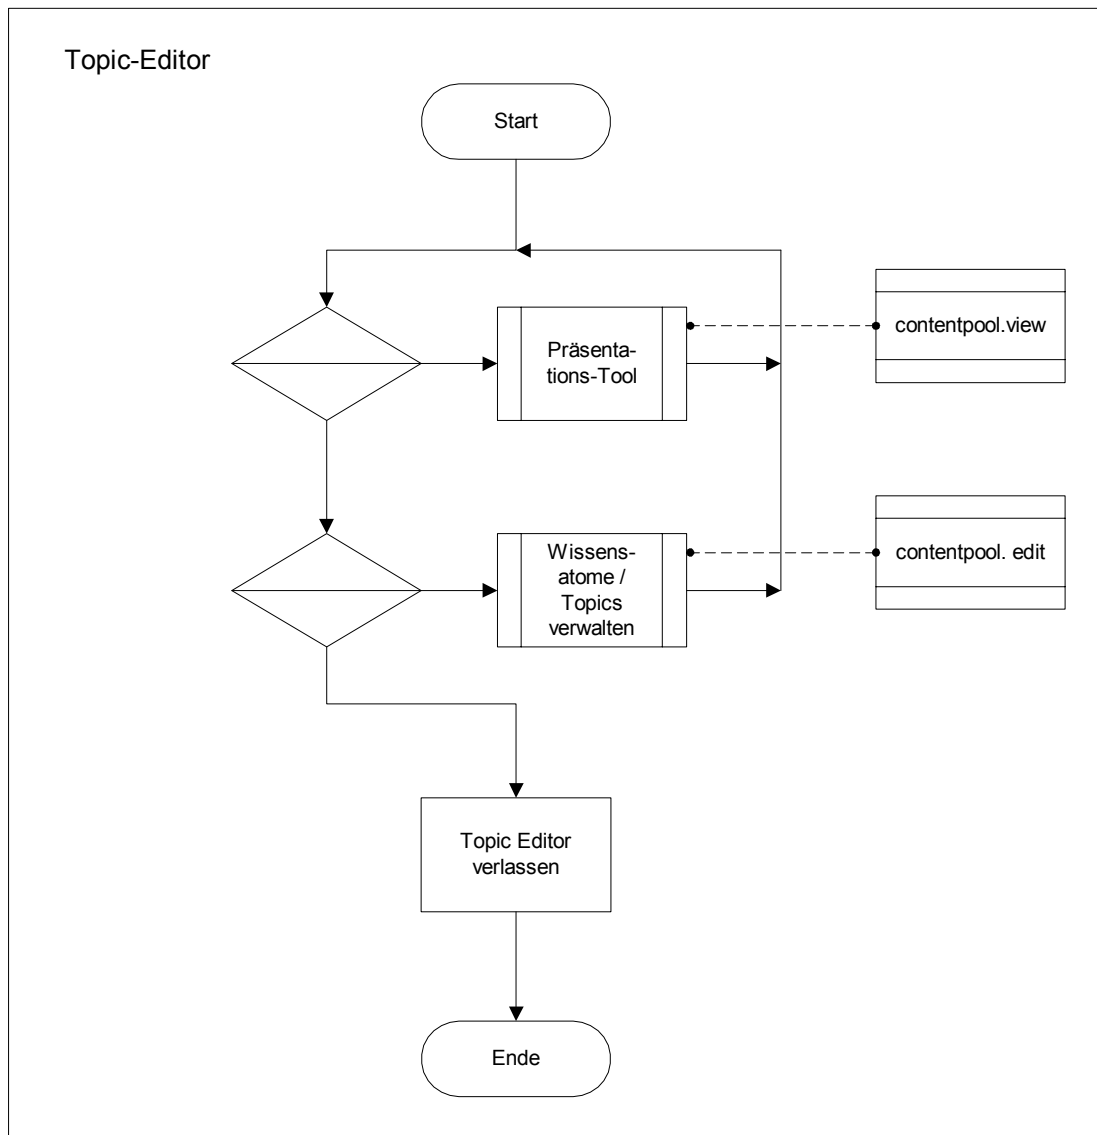 Topic-Editor
Start
Präsenta-
tions-Tool
contentpool.view
Wissens-
atome /
Topics
verwalten
contentpool. edit
Topic Editor
verlassen
Ende